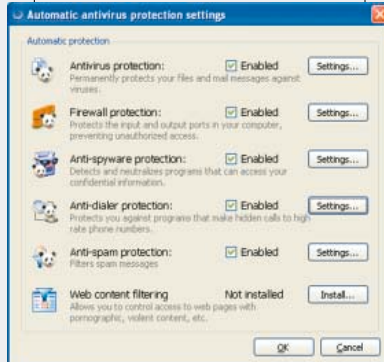 Automatic antivirus protection settings
Automatic protection
Antivirus protection: Enabled Settings...
Permanently protects your files and mail messages against
viruses.
Firewall protection: Enabled Settings...
Protects the input and output ports in your computer,
preventing unauthorized access.
Anti-spyware protection: Enabled Settings...
Detects and neutralizes programs that can access your
confidential information.
Anti-dialer protection: Enabled Settings...
Protects you against programs that make hidden calls to high
rate phone numbers.
Anti-spam protection: Enabled Settings...
Filters spam messages
Web content filtering Not installed Install...
Allows you to control access to web pages with
pornographic, violent content, etc.
OK Cancel